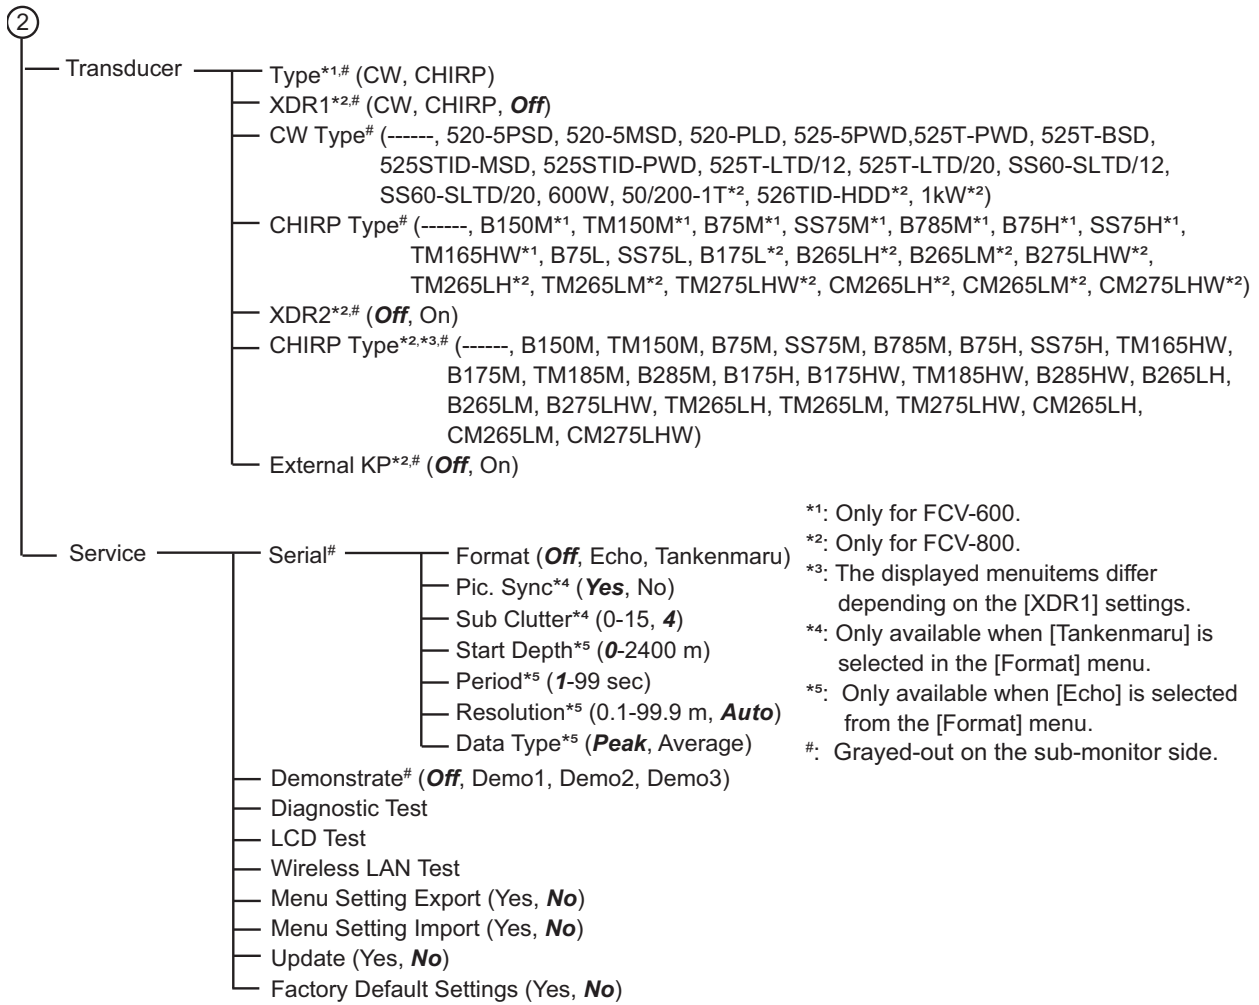 2
Transducer
Type*¹,# (CW, CHIRP)
XDR1*²,# (CW, CHIRP, Off)
CW Type# (------, 520-5PSD, 520-5MSD, 520-PLD, 525-5PWD,525T-PWD, 525T-BSD,
525STID-MSD, 525STID-PWD, 525T-LTD/12, 525T-LTD/20, SS60-SLTD/12,
SS60-SLTD/20, 600W, 50/200-1T*², 526TID-HDD*², 1kW*²)
CHIRP Type# (------, B150M*¹, TM150M*¹, B75M*¹, SS75M*¹, B785M*¹, B75H*¹, SS75H*¹,
TM165HW*¹, B75L, SS75L, B175L*², B265LH*², B265LM*², B275LHW*²,
TM265LH*², TM265LM*², TM275LHW*², CM265LH*², CM265LM*², CM275LHW*²)
XDR2*²,# (Off, On)
CHIRP Type*²,*³,# (------, B150M, TM150M, B75M, SS75M, B785M, B75H, SS75H, TM165HW,
B175M, TM185M, B285M, B175H, B175HW, TM185HW, B285HW, B265LH,
B265LM, B275LHW, TM265LH, TM265LM, TM275LHW, CM265LH,
CM265LM, CM275LHW)
External KP*²,# (Off, On)
Service
Serial#
Format (Off, Echo, Tankenmaru)
Pic. Sync*⁴ (Yes, No)
Sub Clutter*⁴ (0-15, 4)
Start Depth*⁵ (0-2400 m)
Period*⁵ (1-99 sec)
Resolution*⁵ (0.1-99.9 m, Auto)
Data Type*⁵ (Peak, Average)
Demonstrate# (Off, Demo1, Demo2, Demo3)
Diagnostic Test
LCD Test
Wireless LAN Test
Menu Setting Export (Yes, No)
Menu Setting Import (Yes, No)
Update (Yes, No)
Factory Default Settings (Yes, No)
*¹: Only for FCV-600.
*²: Only for FCV-800.
*³: The displayed menuitems differ
depending on the [XDR1] settings.
*⁴: Only available when [Tankenmaru] is
selected in the [Format] menu.
*⁵: Only available when [Echo] is selected
from the [Format] menu.
#: Grayed-out on the sub-monitor side.